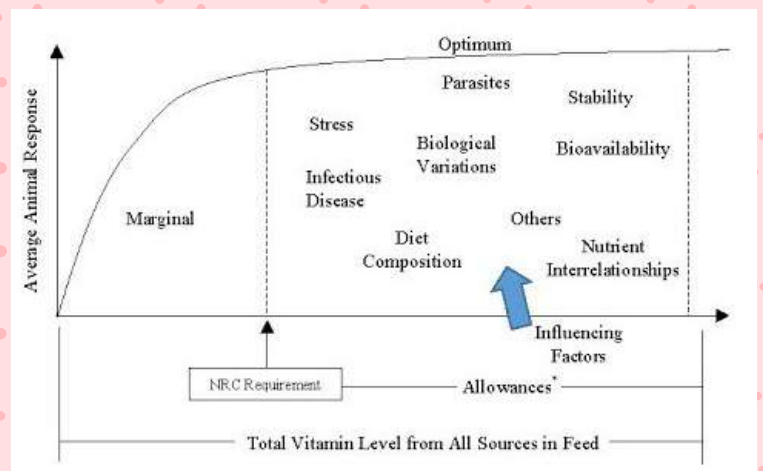 Optimum
Parasites
Stability
Stress
Biological
Variations
Bioavailability
Infectious
Disease
Marginal
Others
Diet
Composition
Nutrient
Interrelationships
Average Animal Response
Influencing
Factors
NRC Requirement
Allowances*
Total Vitamin Level from All Sources in Feed